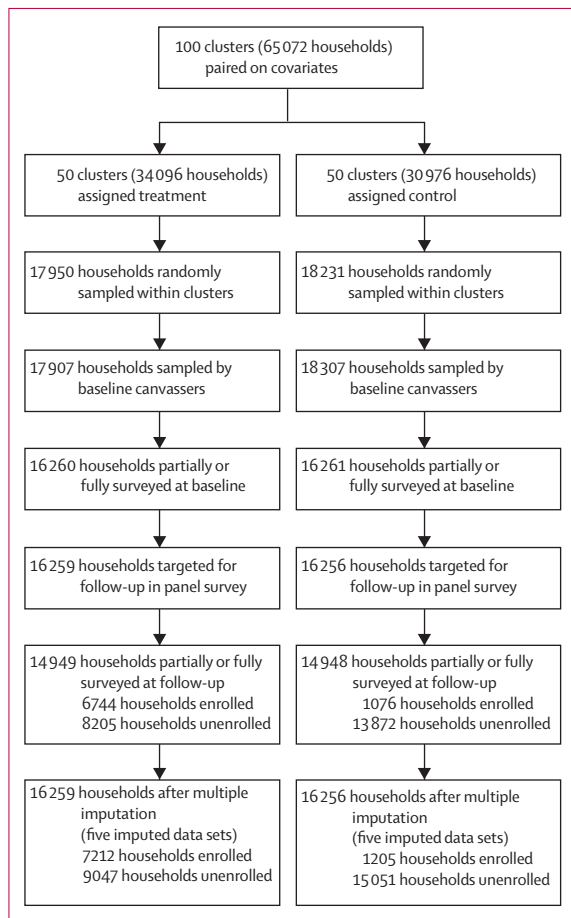 100 clusters (65 072 households)
paired on covariates
50 clusters (34 096 households)
assigned treatment
50 clusters (30 976 households)
assigned control
17 950 households randomly
sampled within clusters
18 231 households randomly
sampled within clusters
17 907 households sampled by
baseline canvassers
18 307 households sampled by
baseline canvassers
16 260 households partially or
fully surveyed at baseline
16 261 households partially or
fully surveyed at baseline
16 259 households targeted for
follow-up in panel survey
16 256 households targeted for
follow-up in panel survey
14 949 households partially or fully
surveyed at follow-up
6744 households enrolled
8205 households unenrolled
14 948 households partially or fully
surveyed at follow-up
1076 households enrolled
13 872 households unenrolled
16 259 households after multiple
imputation
(five imputed data sets)
7212 households enrolled
9047 households unenrolled
16 256 households after multiple
imputation
(five imputed data sets)
1205 households enrolled
15 051 households unenrolled